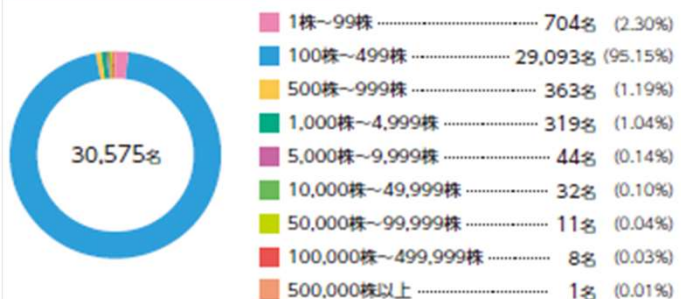 30,575名
1株～99株 704名 (2.30%)
100株～499株 29,093名 (95.15%)
500株～999株 363名 (1.19%)
1,000株～4,999株 319名 (1.04%)
5,000株～9,999株 44名 (0.14%)
10,000株～49,999株 32名 (0.10%)
50,000株～99,999株 11名 (0.04%)
100,000株～499,999株 8名 (0.03%)
500,000株以上 1名 (0.01%)